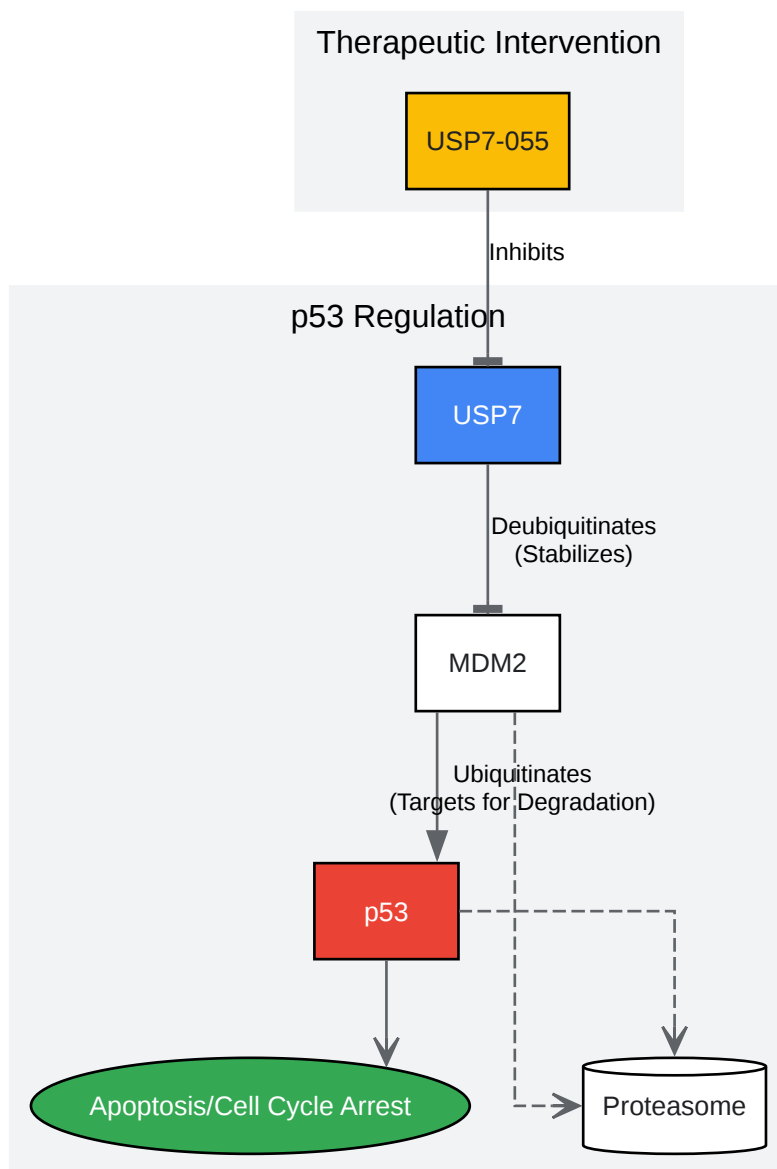 Therapeutic Intervention
USP7-055
Inhibits
p53 Regulation
USP7
Deubiquitinates
(Stabilizes)
MDM2
Ubiquitinates
(Targets for Degradation)
p53
Apoptosis/Cell Cycle Arrest
Proteasome